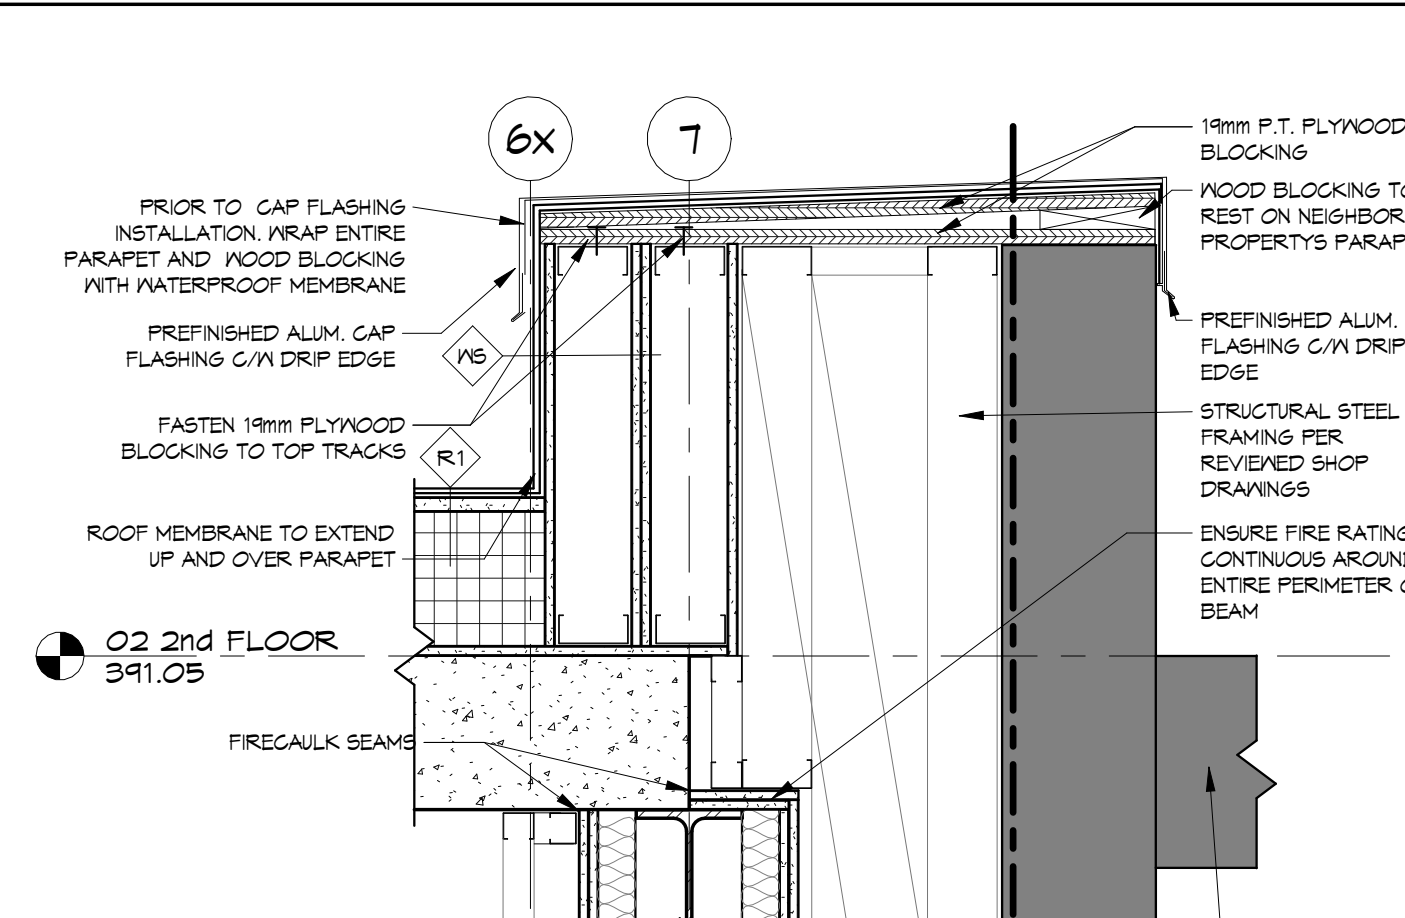 6X
7
PRIOR TO CAP FLASHING
INSTALLATION. WRAP ENTIRE
PARAPET AND WOOD BLOCKING
WITH WATERPROOF MEMBRANE
PREFINISHED ALUM. CAP
FLASHING C/W DRIP EDGE
WS
FASTEN 19mm PLYWOOD
BLOCKING TO TOP TRACKS
R1
ROOF MEMBRANE TO EXTEND
UP AND OVER PARAPET
02 2nd FLOOR
391.05
FIRECAULK SEAMS
19mm P.T. PLYWOOD
BLOCKING
WOOD BLOCKING TO
REST ON NEIGHBOR
PROPERTYS PARAP
PREFINISHED ALUM.
FLASHING C/W DRIP
EDGE
STRUCTURAL STEEL
FRAMING PER
REVIEWED SHOP
DRAWINGS
ENSURE FIRE RATING
CONTINUOUS AROUN
ENTIRE PERIMETER
BEAM